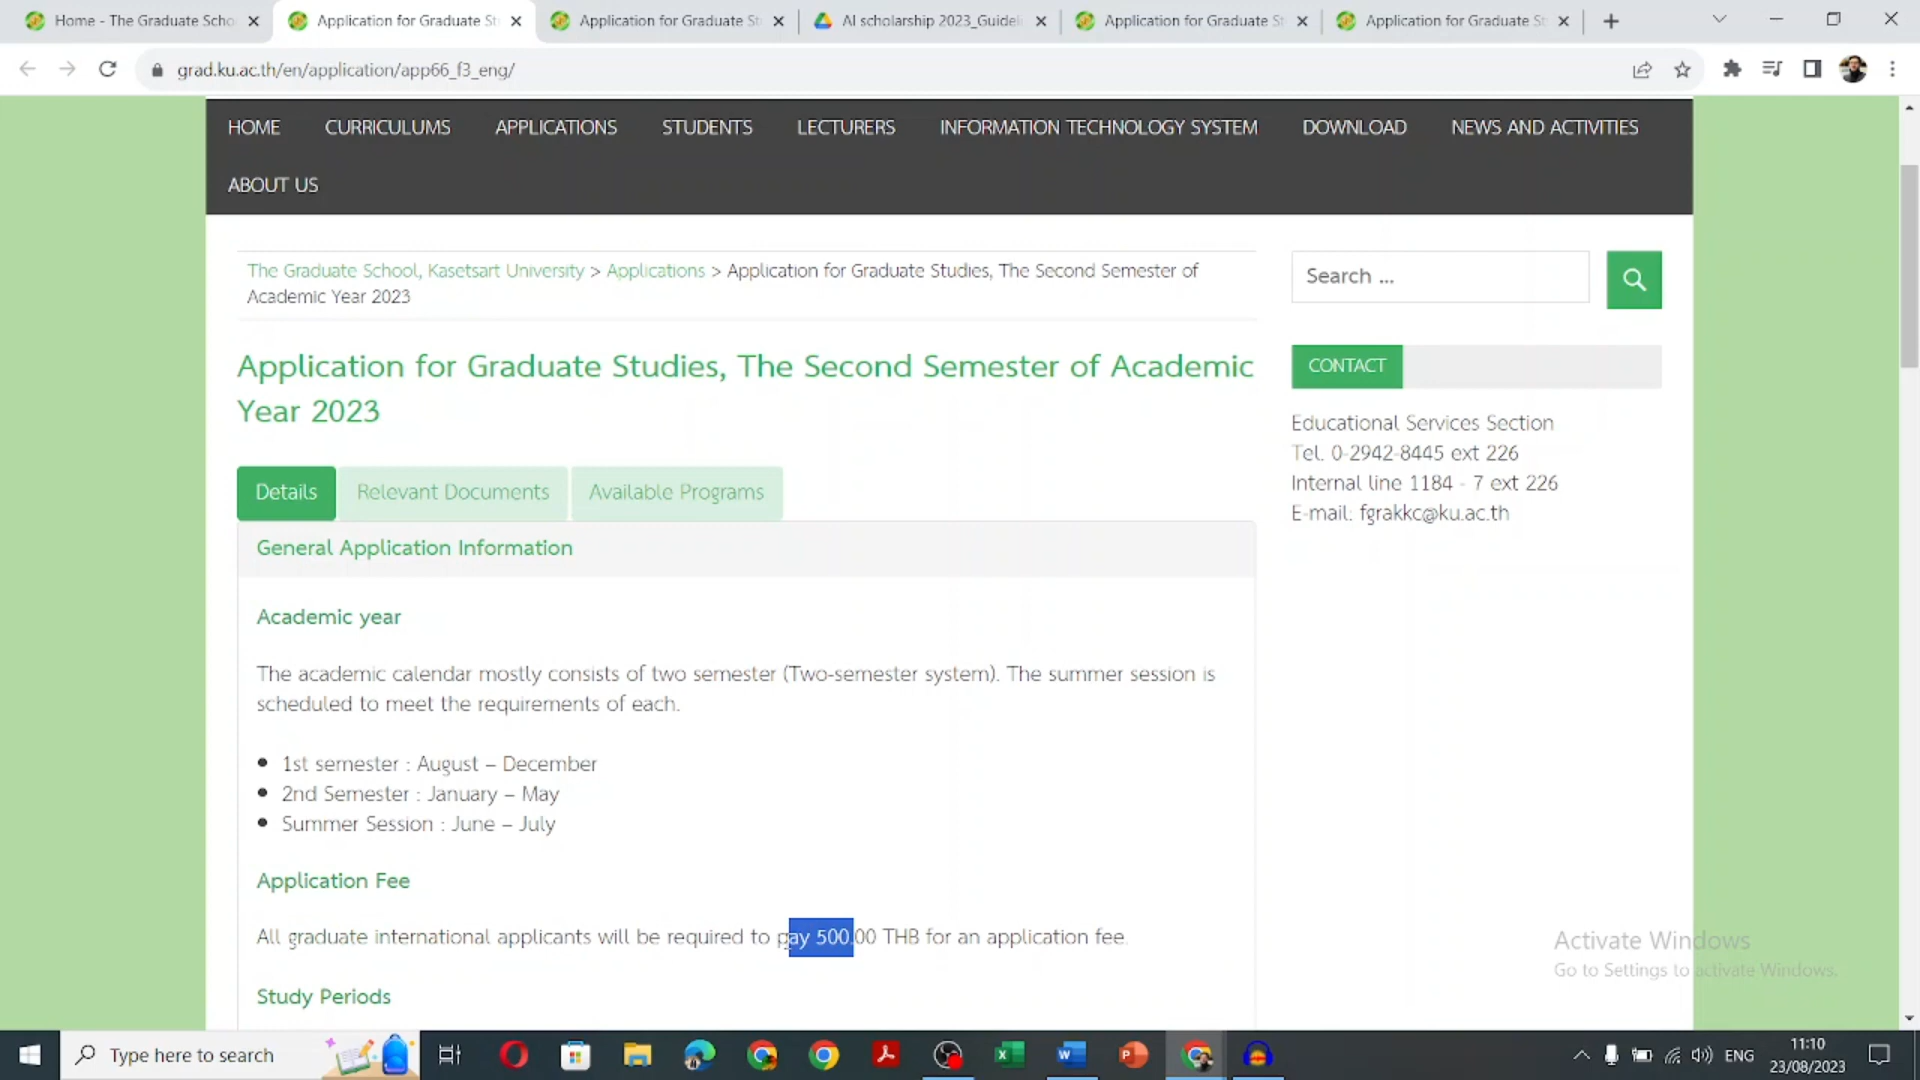 Home - The Graduate Scho
Application for Graduate St
Application for Graduate St
AI scholarship 2023_Guidel
Application for Graduate St
Application for Graduate St
grad.ku.ac.th/en/application/app66_f3_eng/
HOME CURRICULUMS APPLICATIONS STUDENTS LECTURERS INFORMATION TECHNOLOGY SYSTEM DOWNLOAD NEWS AND ACTIVITIES
ABOUT US
The Graduate School, Kasetsart University > Applications > Application for Graduate Studies, The Second Semester of
Academic Year 2023
Search ...
Application for Graduate Studies, The Second Semester of Academic
Year 2023
CONTACT
Educational Services Section
Tel. 0-2942-8445 ext 226
Internal line 1184 - 7 ext 226
E-mail: fgrakkc@ku.ac.th
Details Relevant Documents Available Programs
General Application Information
Academic year
The academic calendar mostly consists of two semester (Two-semester system). The summer session is
scheduled to meet the requirements of each.
• 1st semester : August – December
• 2nd Semester : January – May
• Summer Session : June – July
Application Fee
All graduate international applicants will be required to pay 500.00 THB for an application fee.
Study Periods
Activate Windows
Go to Settings to activate Windows.
Type here to search
ENG
11:10
23/08/2023